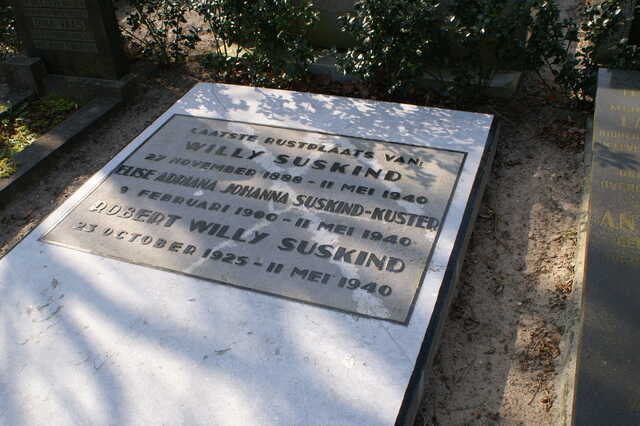 LAATSTE RUSTPLAATS VAN:
WILLY SUSKIND
27 NOVEMBER 1898 - 11 MEI 1940
ELISE ADRIANA JOHANNA SUSKIND-KUSTER
9 FEBRUARI 1900 - 11 MEI 1940
ROBERT WILLY SUSKIND
23 OCTOBER 1925 - 11 MEI 1940